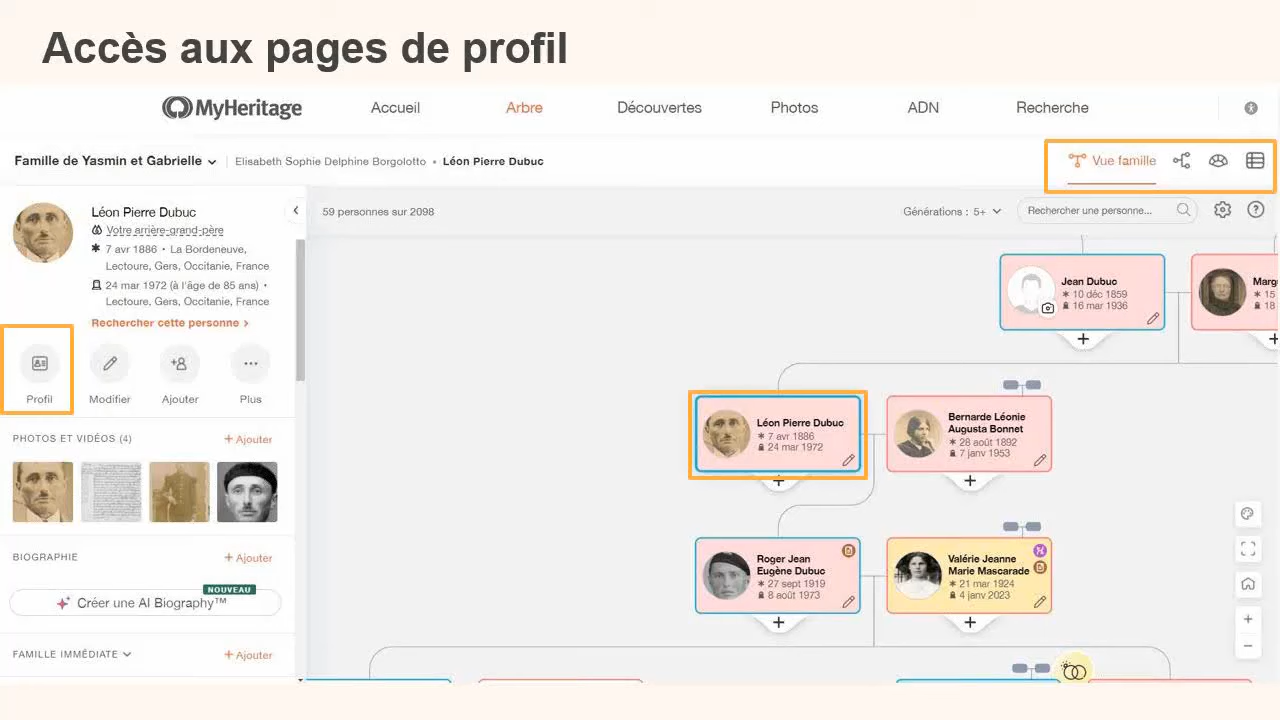 Accès aux pages de profil
MyHeritage
Accueil
Arbre
Découvertes
Photos
ADN
Recherche
Famille de Yasmin et Gabrielle
Elisabeth Sophie Delphine Borgolotto • Léon Pierre Dubuc
Vue famille
Léon Pierre Dubuc
Votre arrière-grand-père
7 avr 1886 • La Bordeneuve,
Lectoure, Gers, Occitanie, France
24 mar 1972 (à l'âge de 85 ans) •
Lectoure, Gers, Occitanie, France
Rechercher cette personne >
Profil
Modifier
Ajouter
Plus
PHOTOS ET VIDÉOS (4)
+ Ajouter
BIOGRAPHIE
+ Ajouter
NOUVEAU
Créer une AI Biography™
FAMILLE IMMÉDIATE
+ Ajouter
59 personnes sur 2098
Générations : 5+
Rechercher une personne...
Jean Dubuc
10 déc 1859
16 mar 1936
Marg
15
18
Léon Pierre Dubuc
7 avr 1886
24 mar 1972
Bernarde Léonie
Augusta Bonnet
28 août 1892
7 janv 1953
Roger Jean
Eugène Dubuc
27 sept 1919
8 août 1973
Valérie Jeanne
Marie Mascarade
21 mar 1924
4 janv 2023